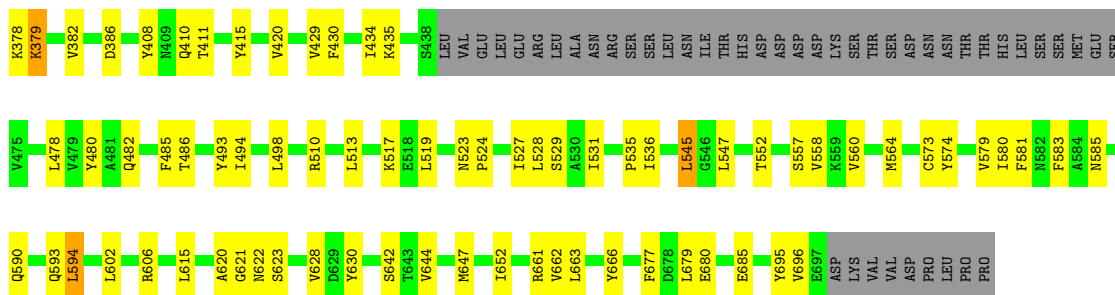 K378 K379 V382 D386 Y408 N409 Q410 T411 Y415 V420 V429 F430 I434 K435 S438 LEU VAL GLU LEU LEU GLU ARG LEU ALA ASN ARG SER SER LEU ASN ILE THR HIS ASP ASP ASP ASP LYS SER THR SER ASP ASN ASN THR THR HIS LEU SER SER MET GLU SER
V475 L478 V479 Y480 A481 Q482 F485 T486 Y493 I494 L498 R510 L513 K517 E518 L519 N523 P524 I527 L528 S529 A530 I531 P535 I536 L545 G546 L547 T552 S557 V558 K559 V560 M564 C573 Y574 V579 I580 F581 N582 F583 A584 N585
Q590 Q593 L594 L602 R606 L615 A620 G621 N622 S623 V628 D629 Y630 S642 T643 V644 M647 I652 R661 V662 L663 Y666 F677 D678 L679 E680 E685 Y695 V696 E697 ASP LYS VAL VAL ASP PRO LEU PRO PRO